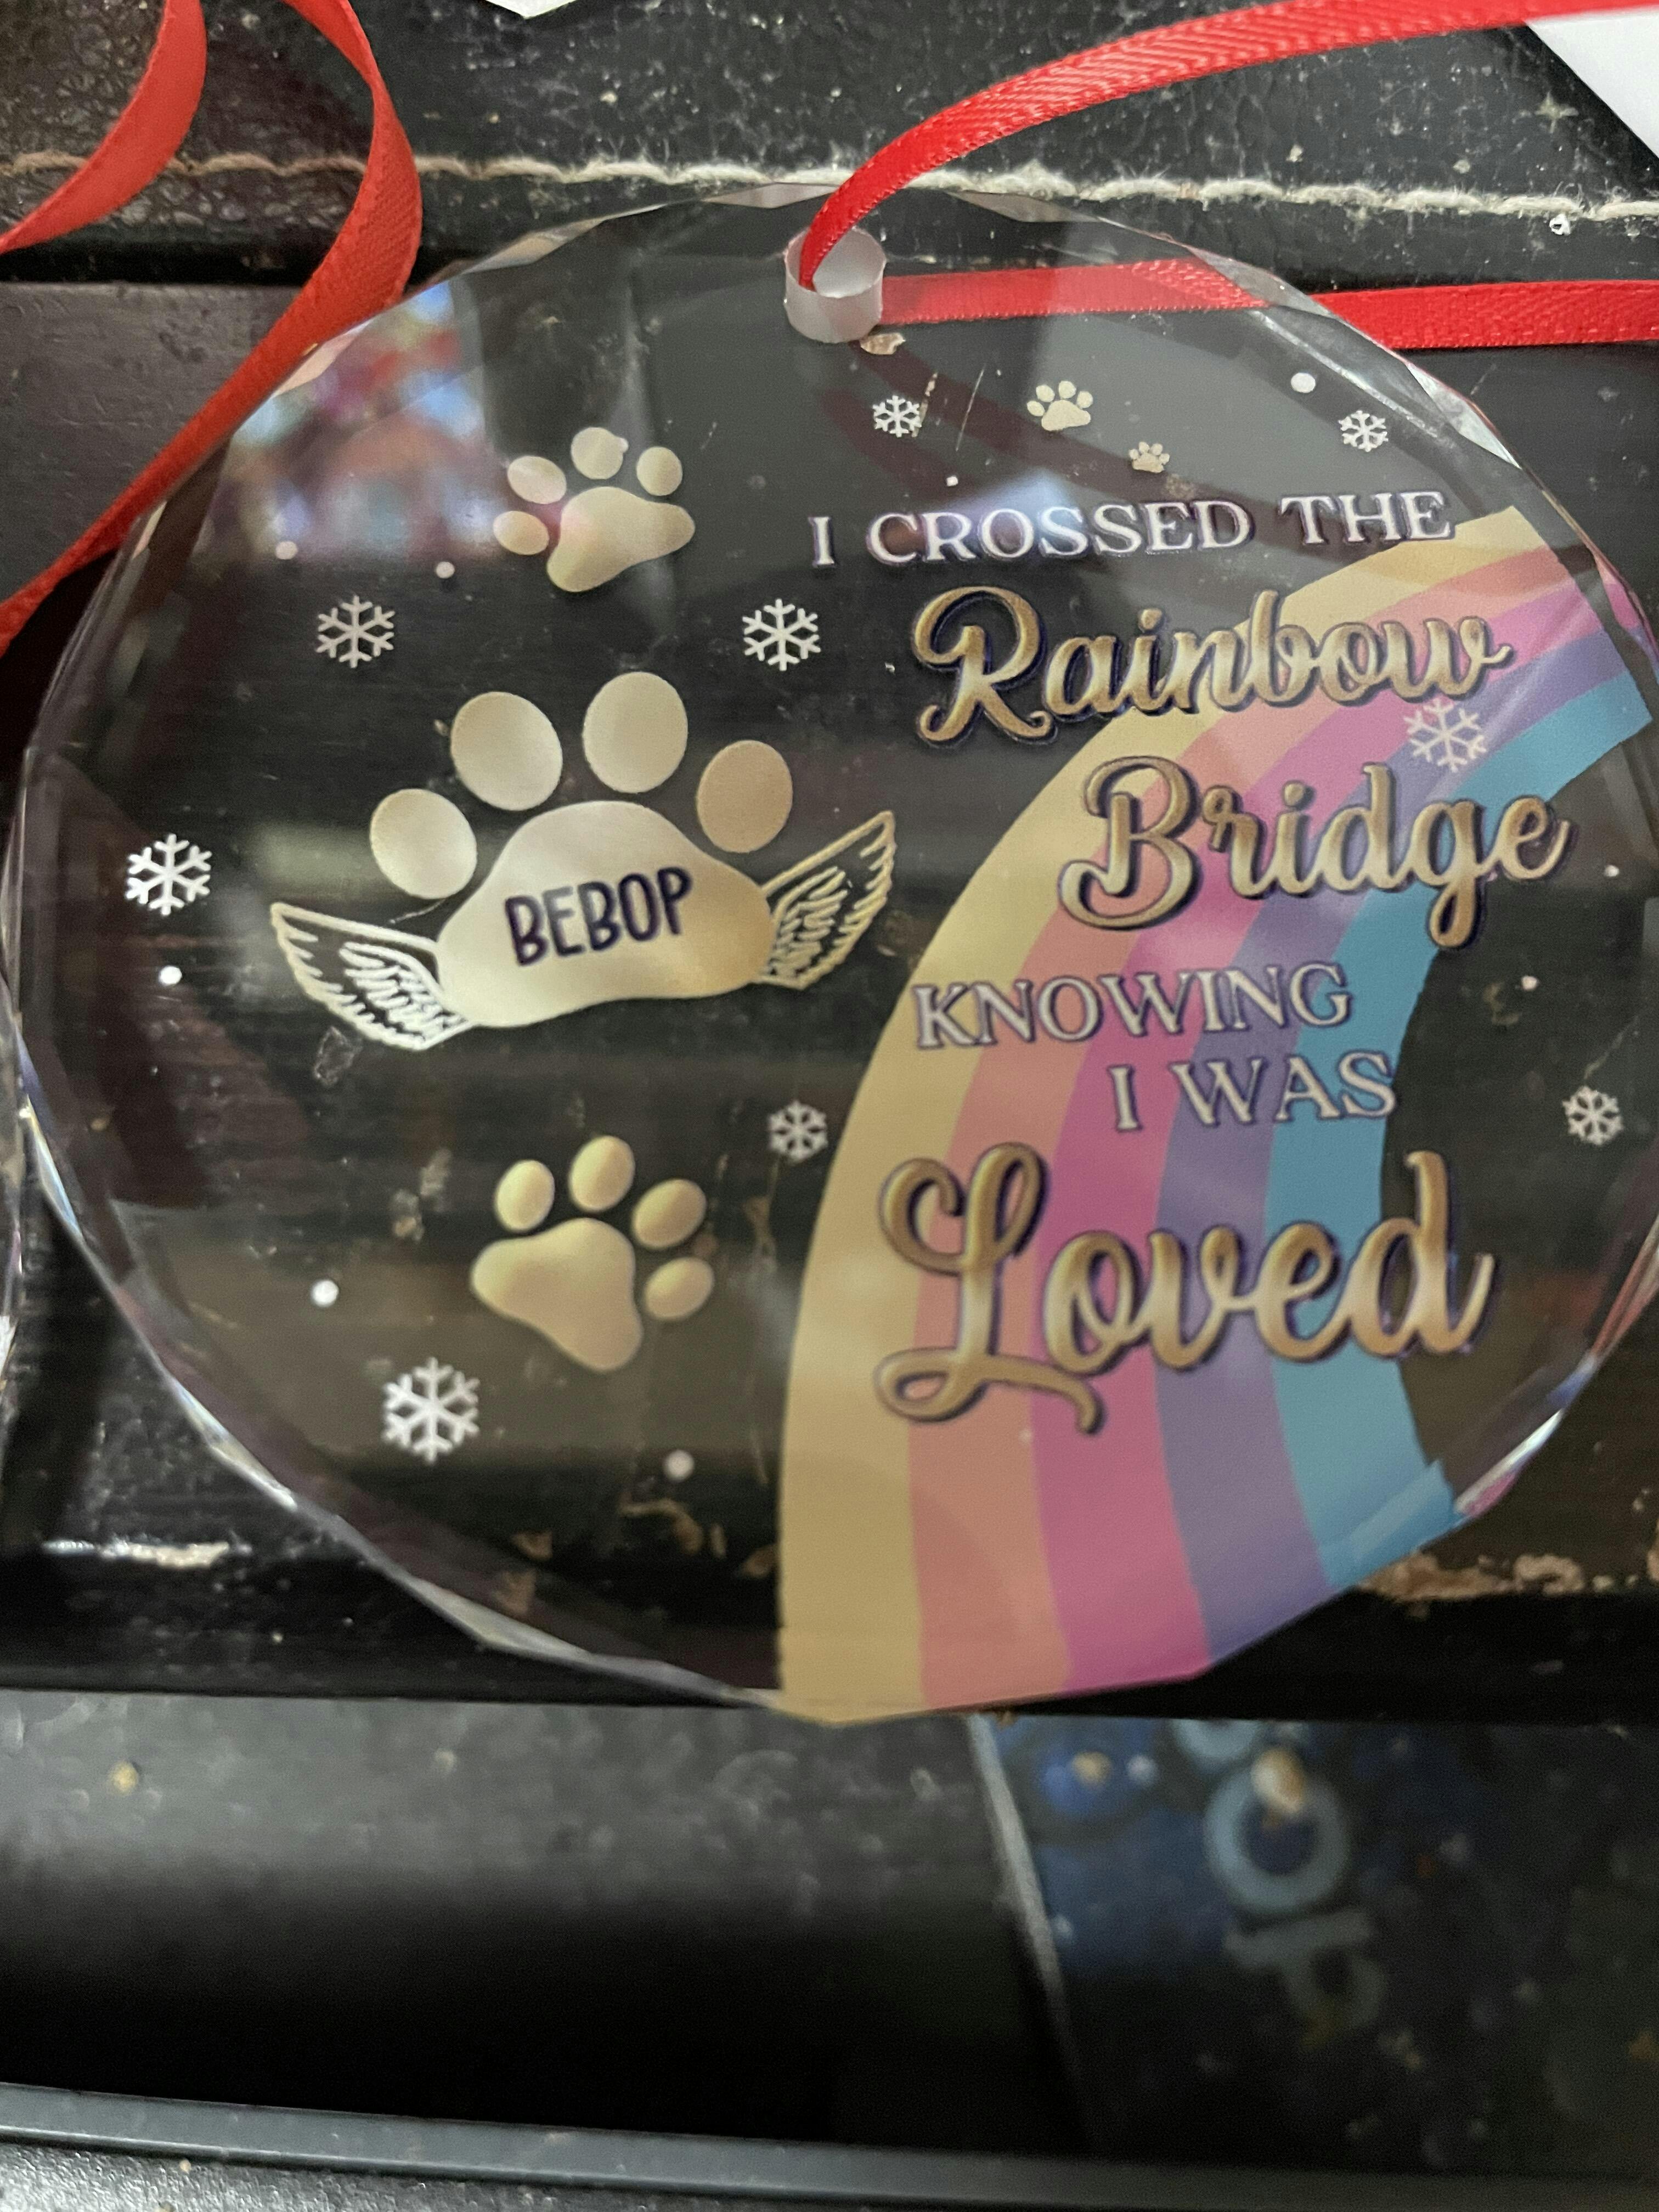 I CROSSED THE
Rainbow
Bridge
BEBOP
KNOWING
I WAS
Loved